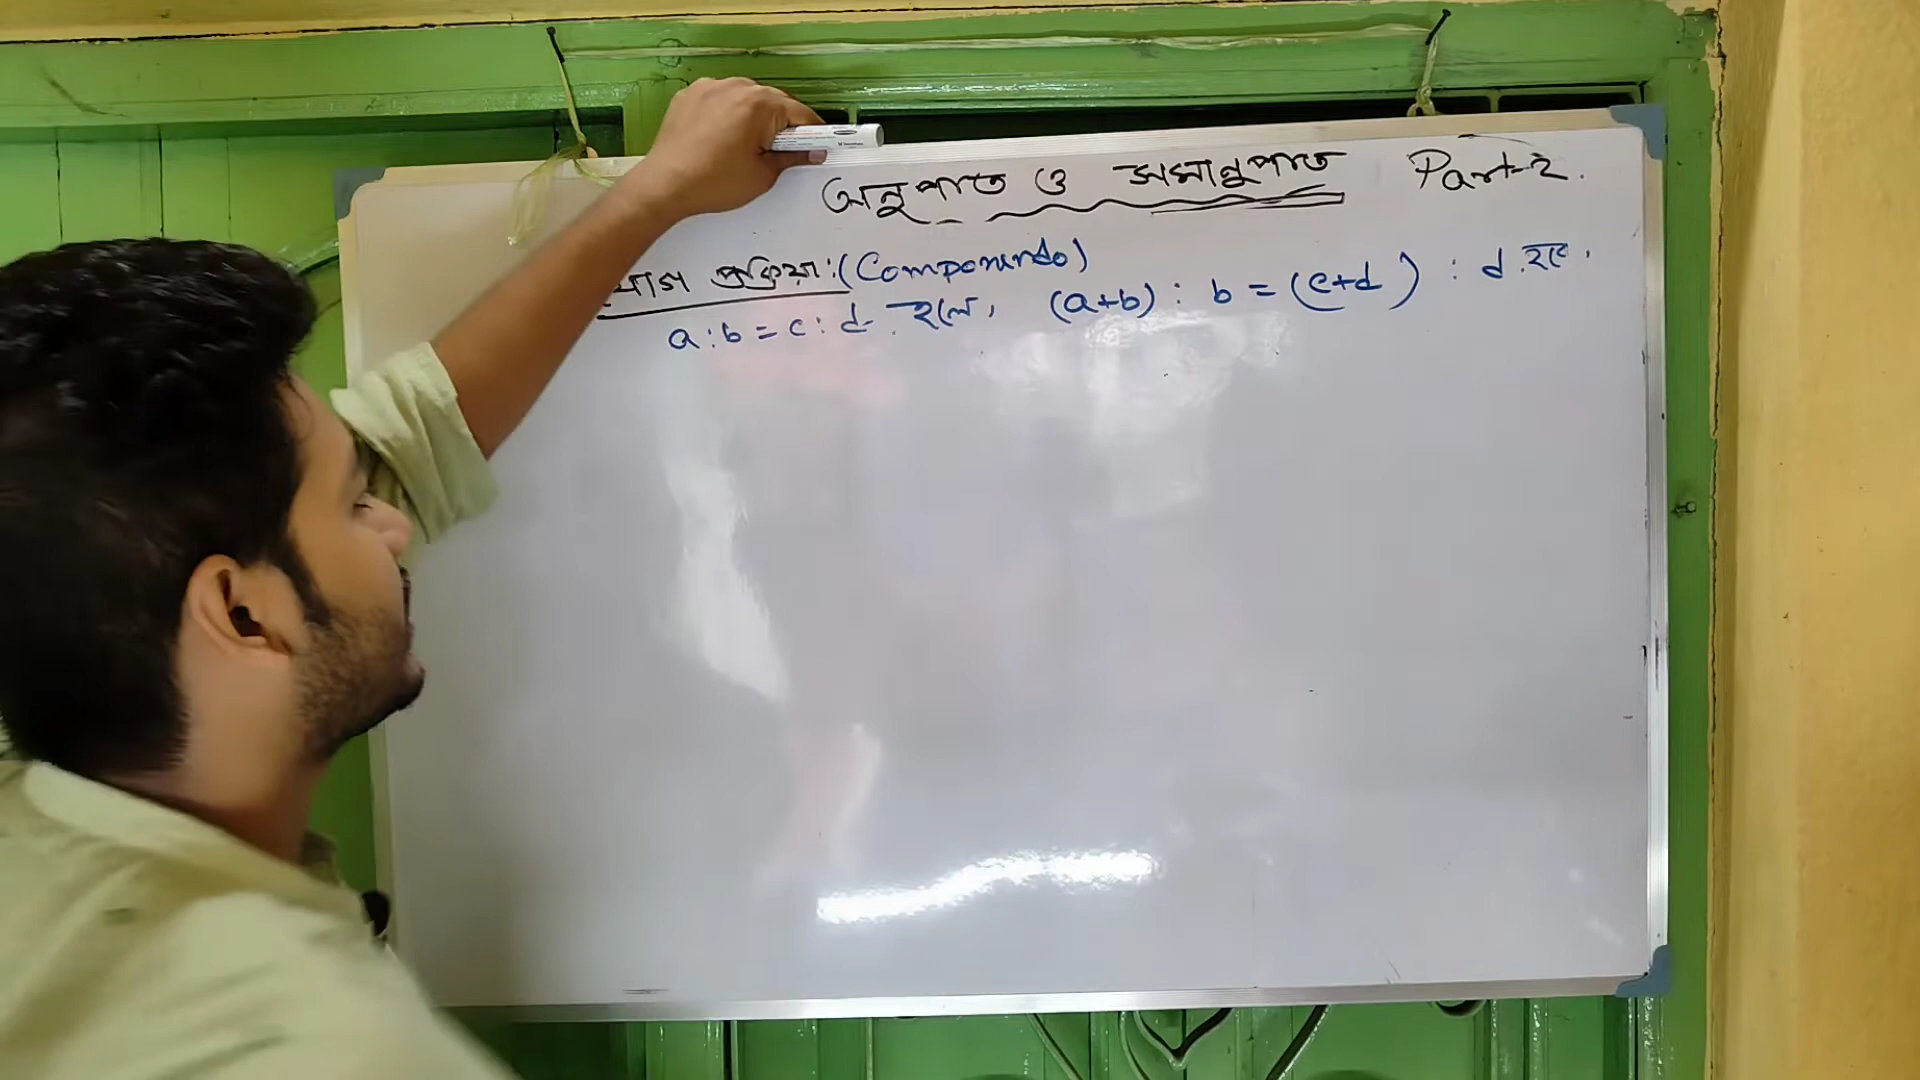 অনুপাত ও সমানুপাত Part-2.
যোগ প্রক্রিয়া:(Componendo)
a:b = c:d হলে, (a+b) : b = (c+d) : d হবে.